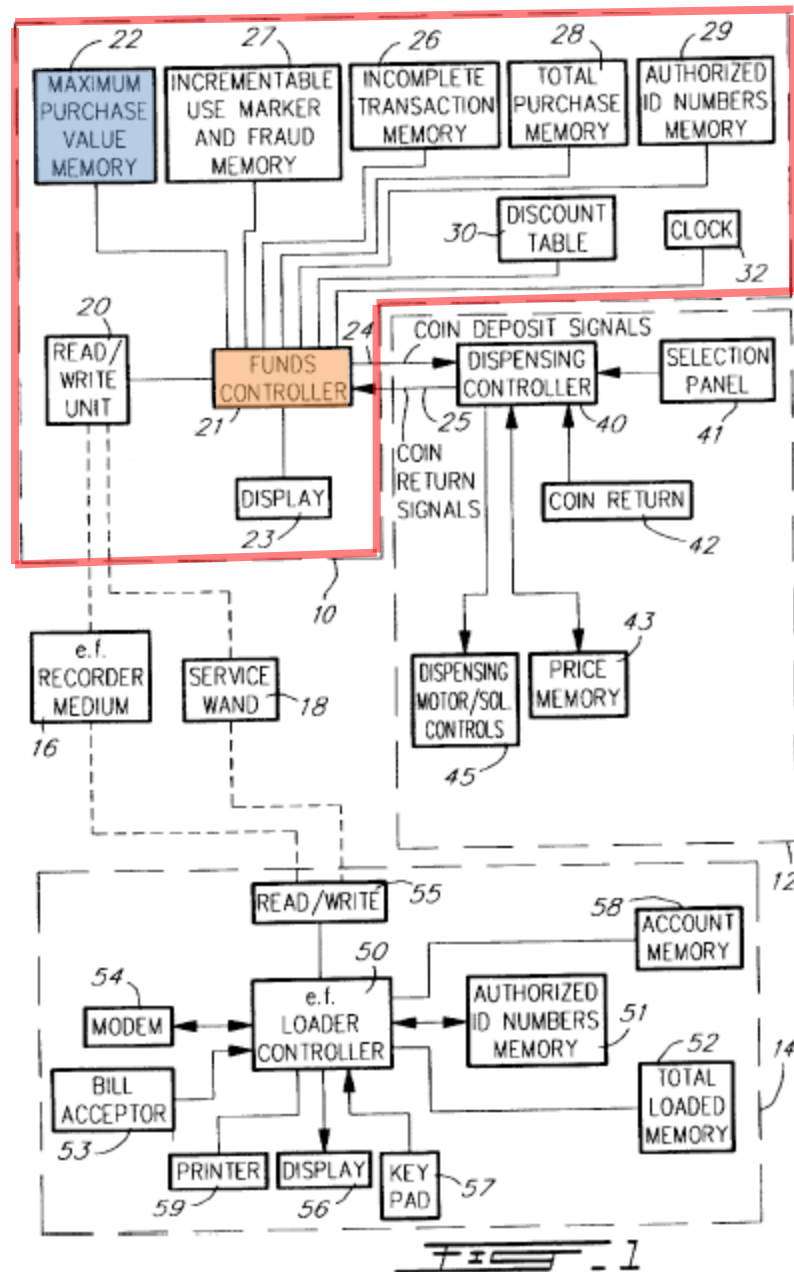 22
27
26
28
29
MAXIMUM
PURCHASE
VALUE
MEMORY
INCREMENTABLE
USE MARKER
AND FRAUD
MEMORY
INCOMPLETE
TRANSACTION
MEMORY
TOTAL
PURCHASE
MEMORY
AUTHORIZED
ID NUMBERS
MEMORY
30
DISCOUNT
TABLE
CLOCK
32
20
READ/
WRITE
UNIT
FUNDS
CONTROLLER
21
24
COIN DEPOSIT SIGNALS
25
COIN
RETURN
SIGNALS
DISPENSING
CONTROLLER
40
SELECTION
PANEL
41
DISPLAY
23
COIN RETURN
42
10
e.f.
RECORDER
MEDIUM
16
SERVICE
WAND
18
DISPENSING
MOTOR/SOL.
CONTROLS
45
43
PRICE
MEMORY
12
READ/WRITE
55
58
ACCOUNT
MEMORY
54
MODEM
50
e.f.
LOADER
CONTROLLER
AUTHORIZED
ID NUMBERS
MEMORY
51
BILL
ACCEPTOR
53
52
TOTAL
LOADED
MEMORY
14
PRINTER
59
DISPLAY
56
KEY
PAD
57
FIG_1